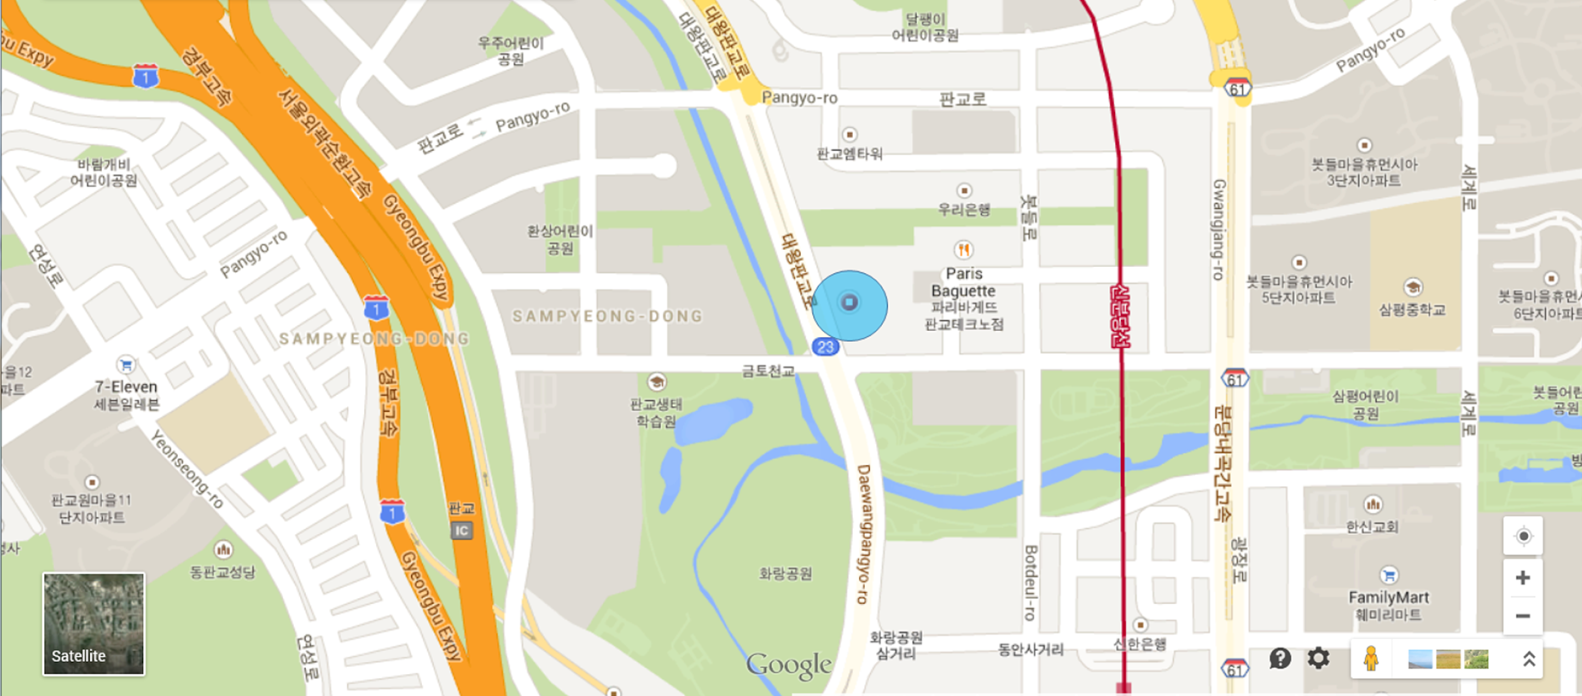 대왕판교로
대왕판교로
달팽이
어린이공원
우주어린이
공원
Pangyo-ro
Expy
1
경부고속
서울외곽순환고속
61
Pangyo-ro
판교로
판교로
Pangyo-ro
판교엠타워
바람개비
어린이공원
봇들마을휴먼시아
3단지아파트
세계로
우리은행
봇들로
Gyeongbu Expy
Gwangjang-ro
환상어린이
공원
연성로
Pangyo-ro
대왕판교로
Paris
Baguette
파리바게뜨
판교테크노점
봇들마을휴먼시아
5단지아파트
삼평중학교
봇들마을휴먼시
6단지아파트
1
신분당선
SAMPYEONG-DONG
SAMPYEONG-DONG
23
7-Eleven
세븐일레븐
금토천교
61
경부고속
판교생태
학습원
분당내곡간고속
삼평어린이
공원
세계로
봇들어린
공원
Yeonseong-ro
판교원마을11
단지아파트
1
판교
IC
Daewangpangyo-ro
한신교회
동판교성당
Gyeongbu Expy
화랑공원
Botdeul-ro
광장로
FamilyMart
훼미리마트
Satellite
연성로
화랑공원
삼거리
동안사거리
신한은행
Google
61